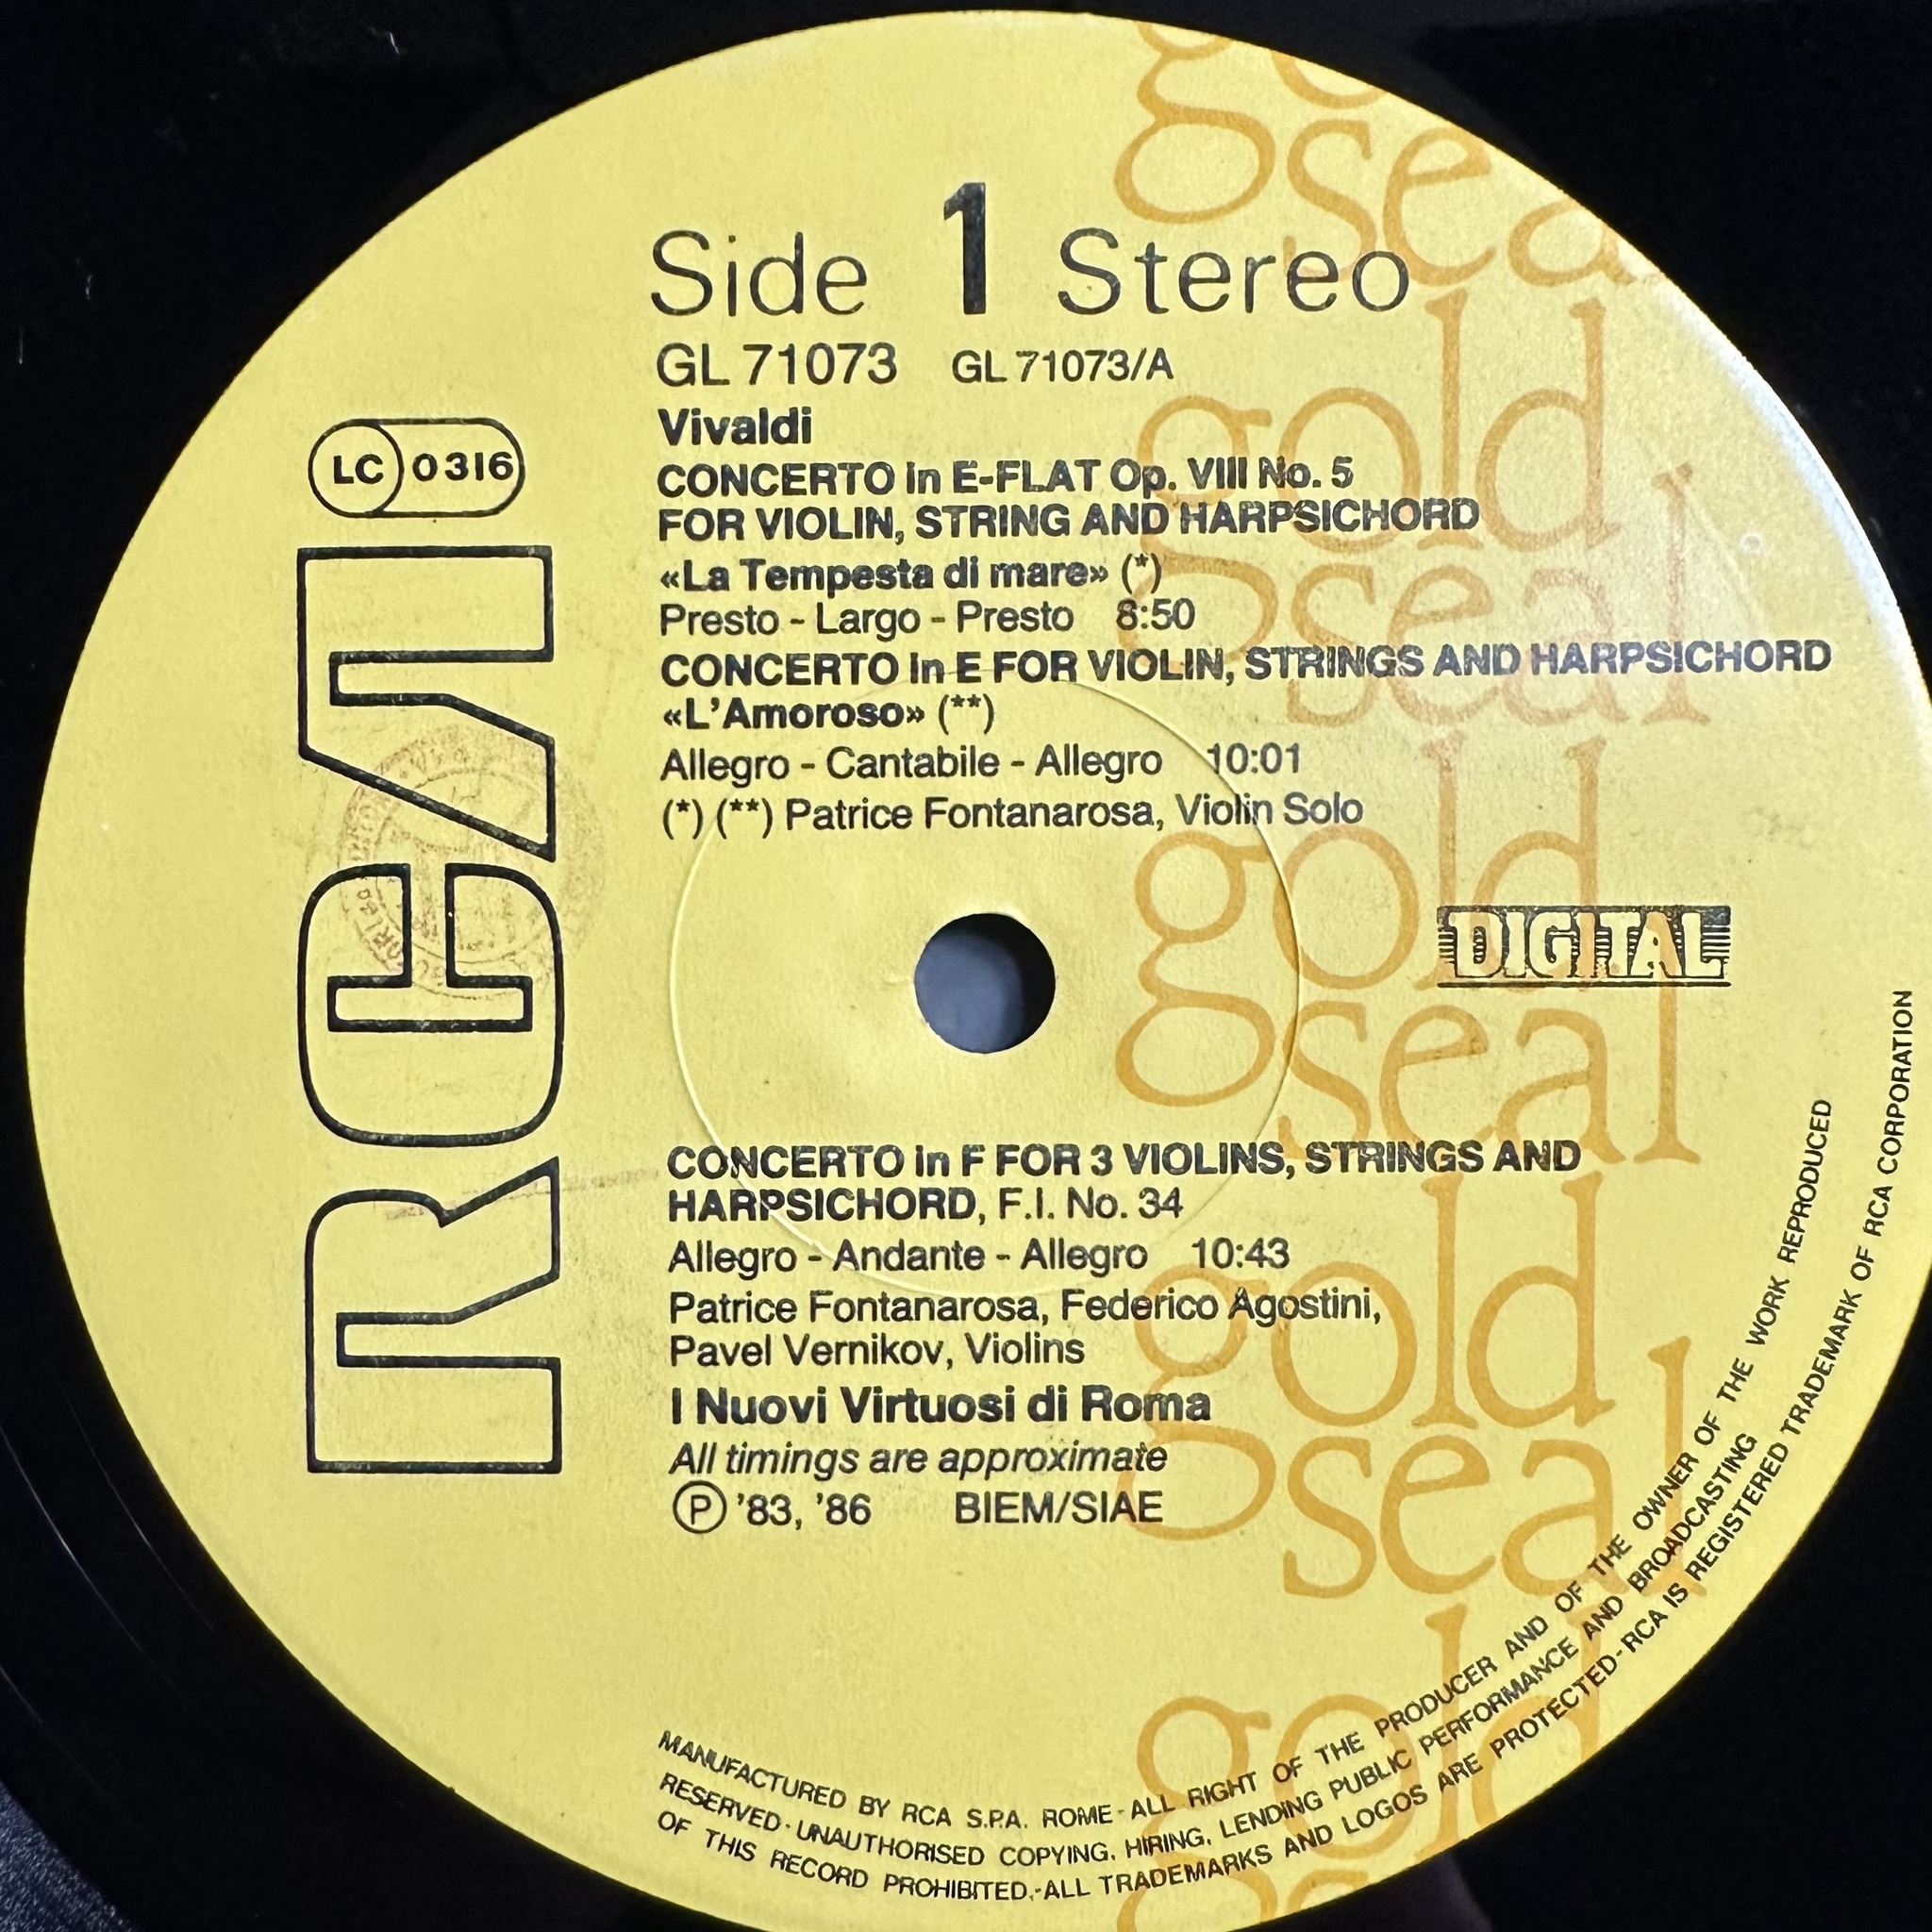 Side 1 Stereo
GL 71073 GL 71073/A
Vivaldi
CONCERTO in E-FLAT Op. VIII No. 5
FOR VIOLIN, STRING AND HARPSICHORD
«La Tempesta di mare» (*)
Presto - Largo - Presto 8:50
CONCERTO in E FOR VIOLIN, STRINGS AND HARPSICHORD
«L'Amoroso» (**)
Allegro - Cantabile - Allegro 10:01
(*) (**) Patrice Fontanarosa, Violin Solo
LC 0316
RCA
DIGITAL
CONCERTO in F FOR 3 VIOLINS, STRINGS AND
HARPSICHORD, F.I. No. 34
Allegro - Andante - Allegro 10:43
Patrice Fontanarosa, Federico Agostini,
Pavel Vernikov, Violins
I Nuovi Virtuosi di Roma
All timings are approximate
Ⓟ '83, '86 BIEM/SIAE
gold
seal
gold
seal
gold
seal
gold
seal
gold
MANUFACTURED BY RCA S.P.A. ROME - ALL RIGHT OF THE PRODUCER AND OF THE OWNER OF THE WORK REPRODUCED
RESERVED - UNAUTHORISED COPYING, HIRING, LENDING PUBLIC PERFORMANCE AND BROADCASTING
OF THIS RECORD PROHIBITED.-ALL TRADEMARKS AND LOGOS ARE PROTECTED-RCA IS REGISTERED TRADEMARK OF RCA CORPORATION